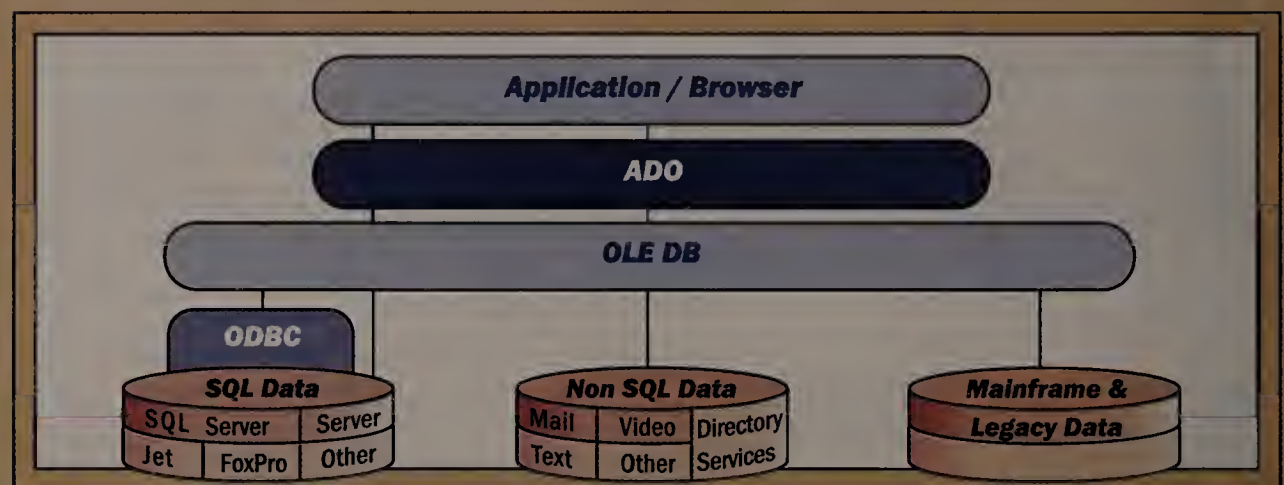 Application / Browser
ADO
OLE DB
ODBC
SQL Data
SQL Server
Server
Jet
FoxPro
Other
Non SQL Data
Mail
Video
Directory
Services
Text
Other
Mainframe &
Legacy Data